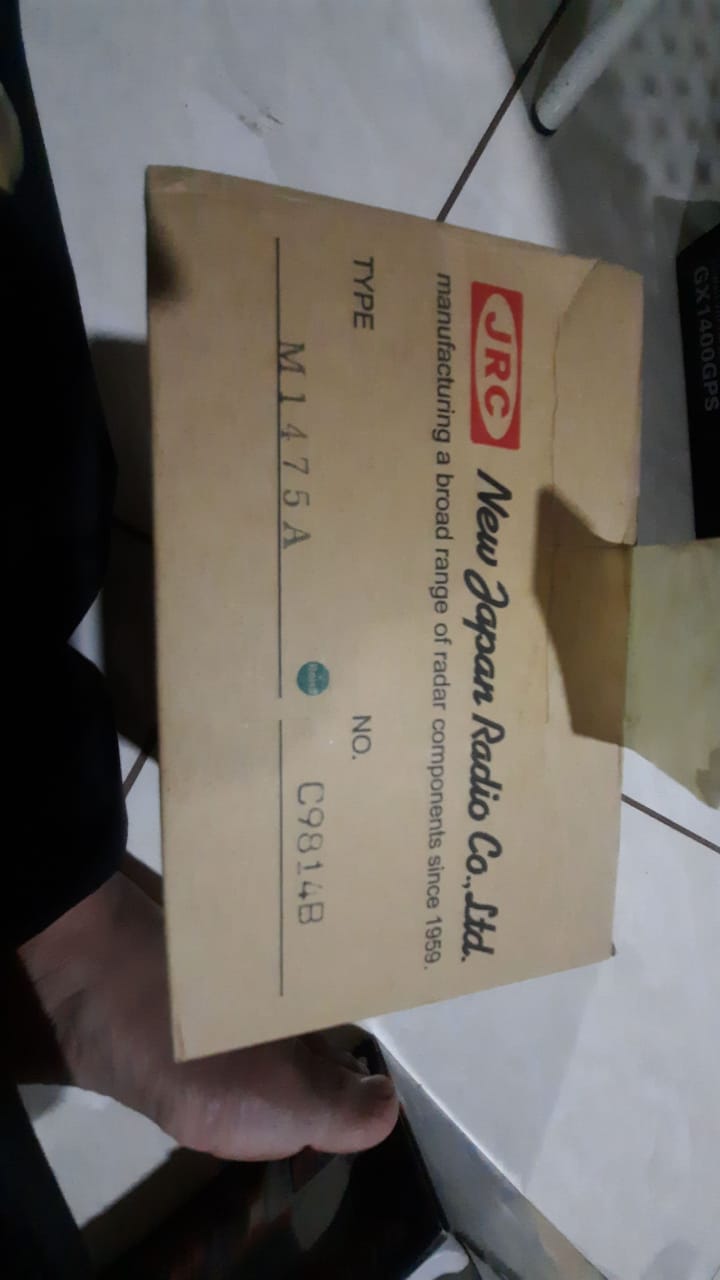 JRC New Japan Radio Co., Ltd.
manufacturing a broad range of radar components since 1959.
TYPE NO.
M1475A C9814B
RoHS
GX1400GPS